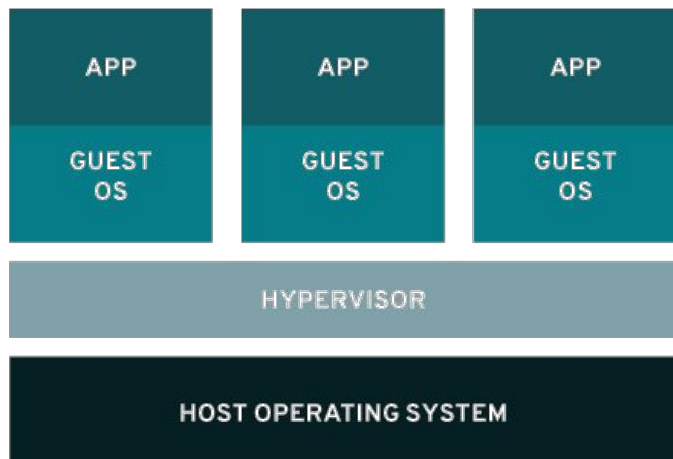 APP
APP
APP
GUEST
OS
GUEST
OS
GUEST
OS
HYPERVISOR
HOST OPERATING SYSTEM